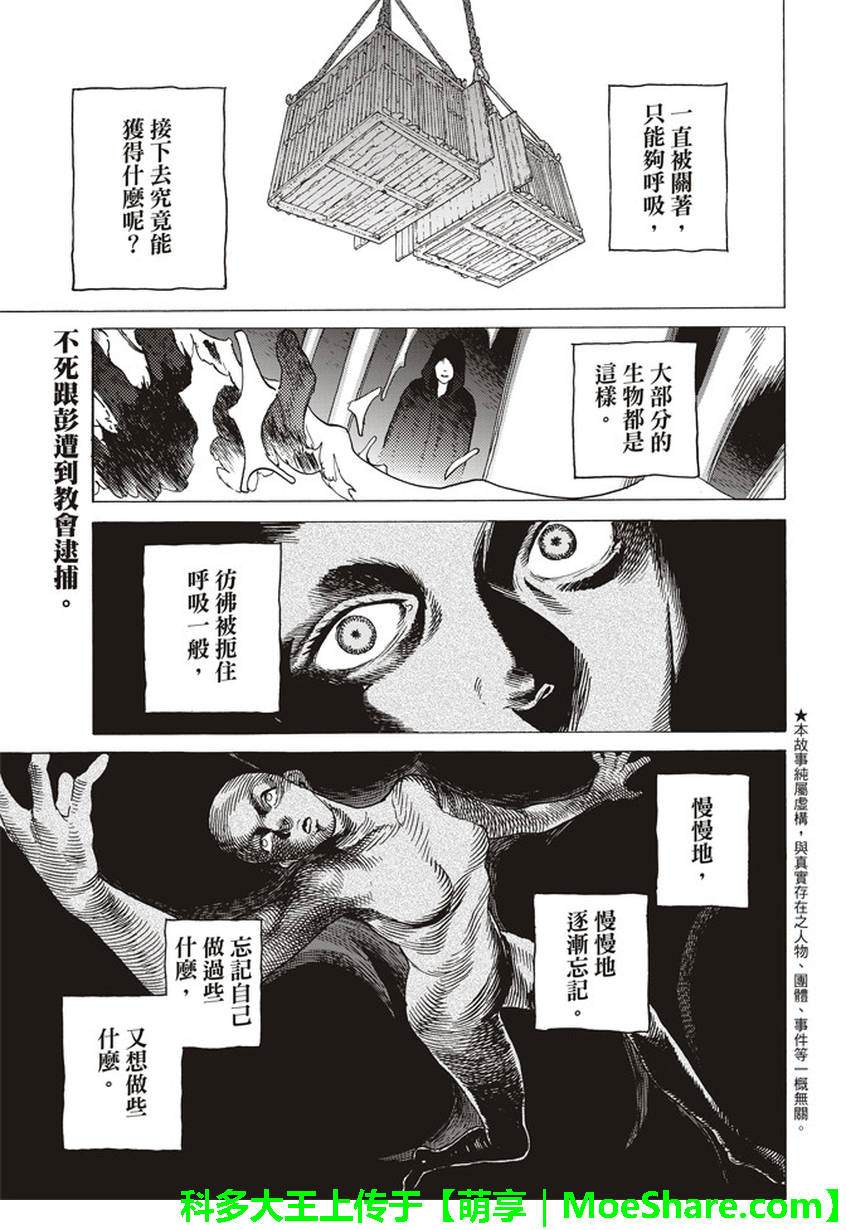 一直被關著，
只能夠呼吸，
接下去究竟能
獲得什麼呢？
大部分的
生物都是
這樣。
不死跟彭遭到教會逮捕。
彷彿被扼住
呼吸一般，
慢慢地，
慢慢地
逐漸忘記。
忘記自己
做過些
什麼，
又想做些
什麼。
★本故事純屬虛構，與真實存在之人物、團體、事件等一概無關。
科多大王上传于【萌享｜MoeShare.com】